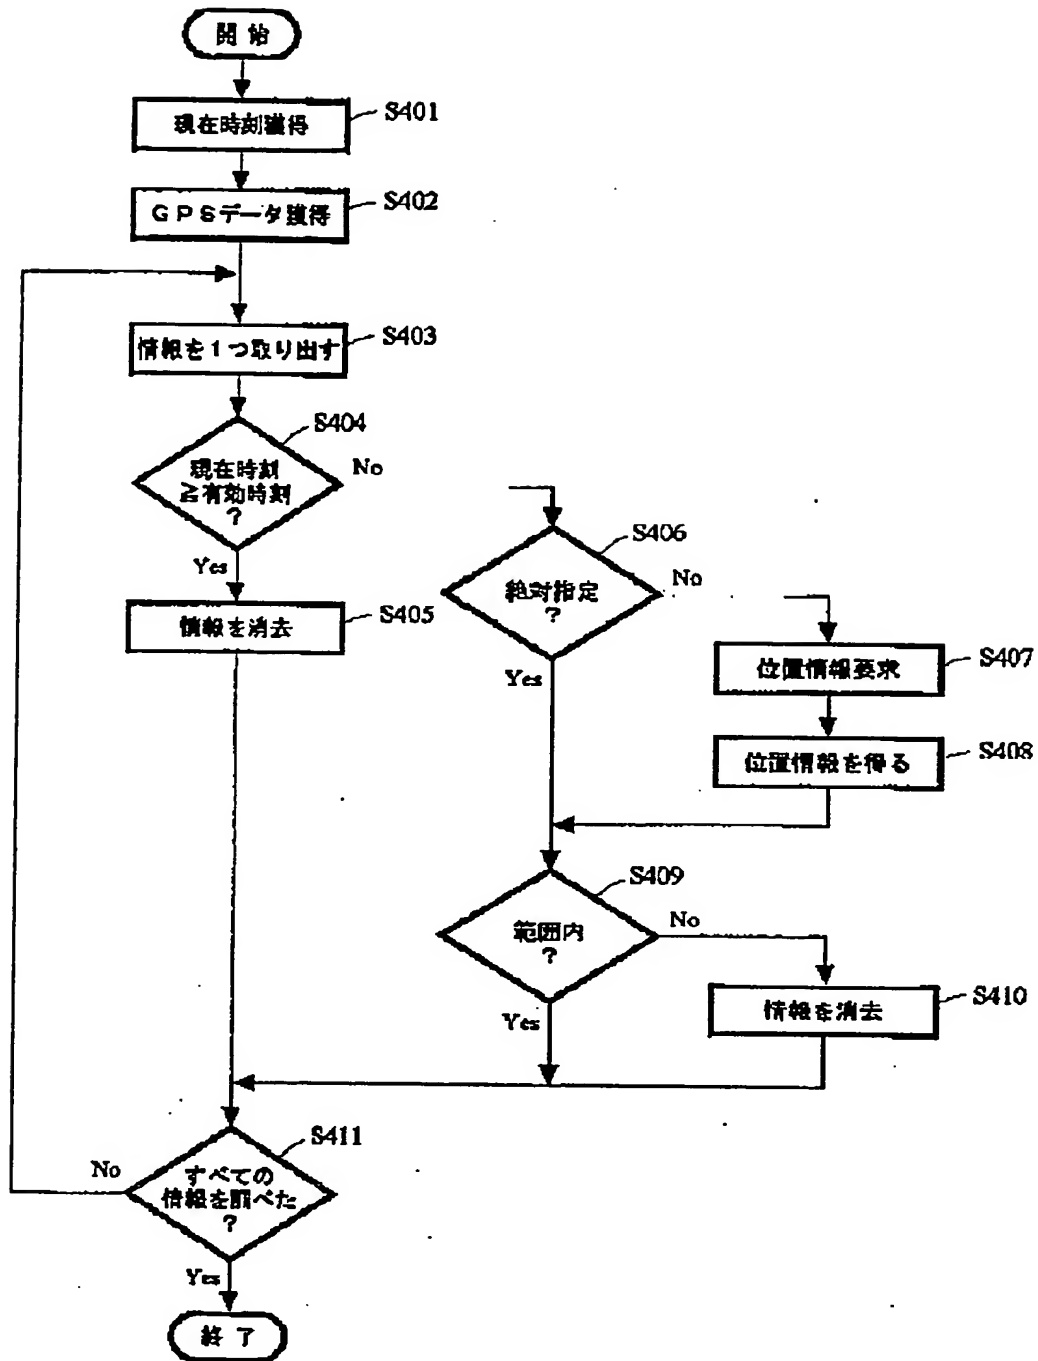 開始
現在時刻獲得
S401
GPSデータ獲得
S402
情報を1つ取り出す
S403
S404
現在時刻
≧有効時刻
?
No
Yes
情報を消去
S405
S406
絶対指定
?
No
Yes
位置情報要求
S407
位置情報を得る
S408
S409
範囲内
?
No
Yes
情報を消去
S410
S411
すべての
情報を調べた
?
No
Yes
終了